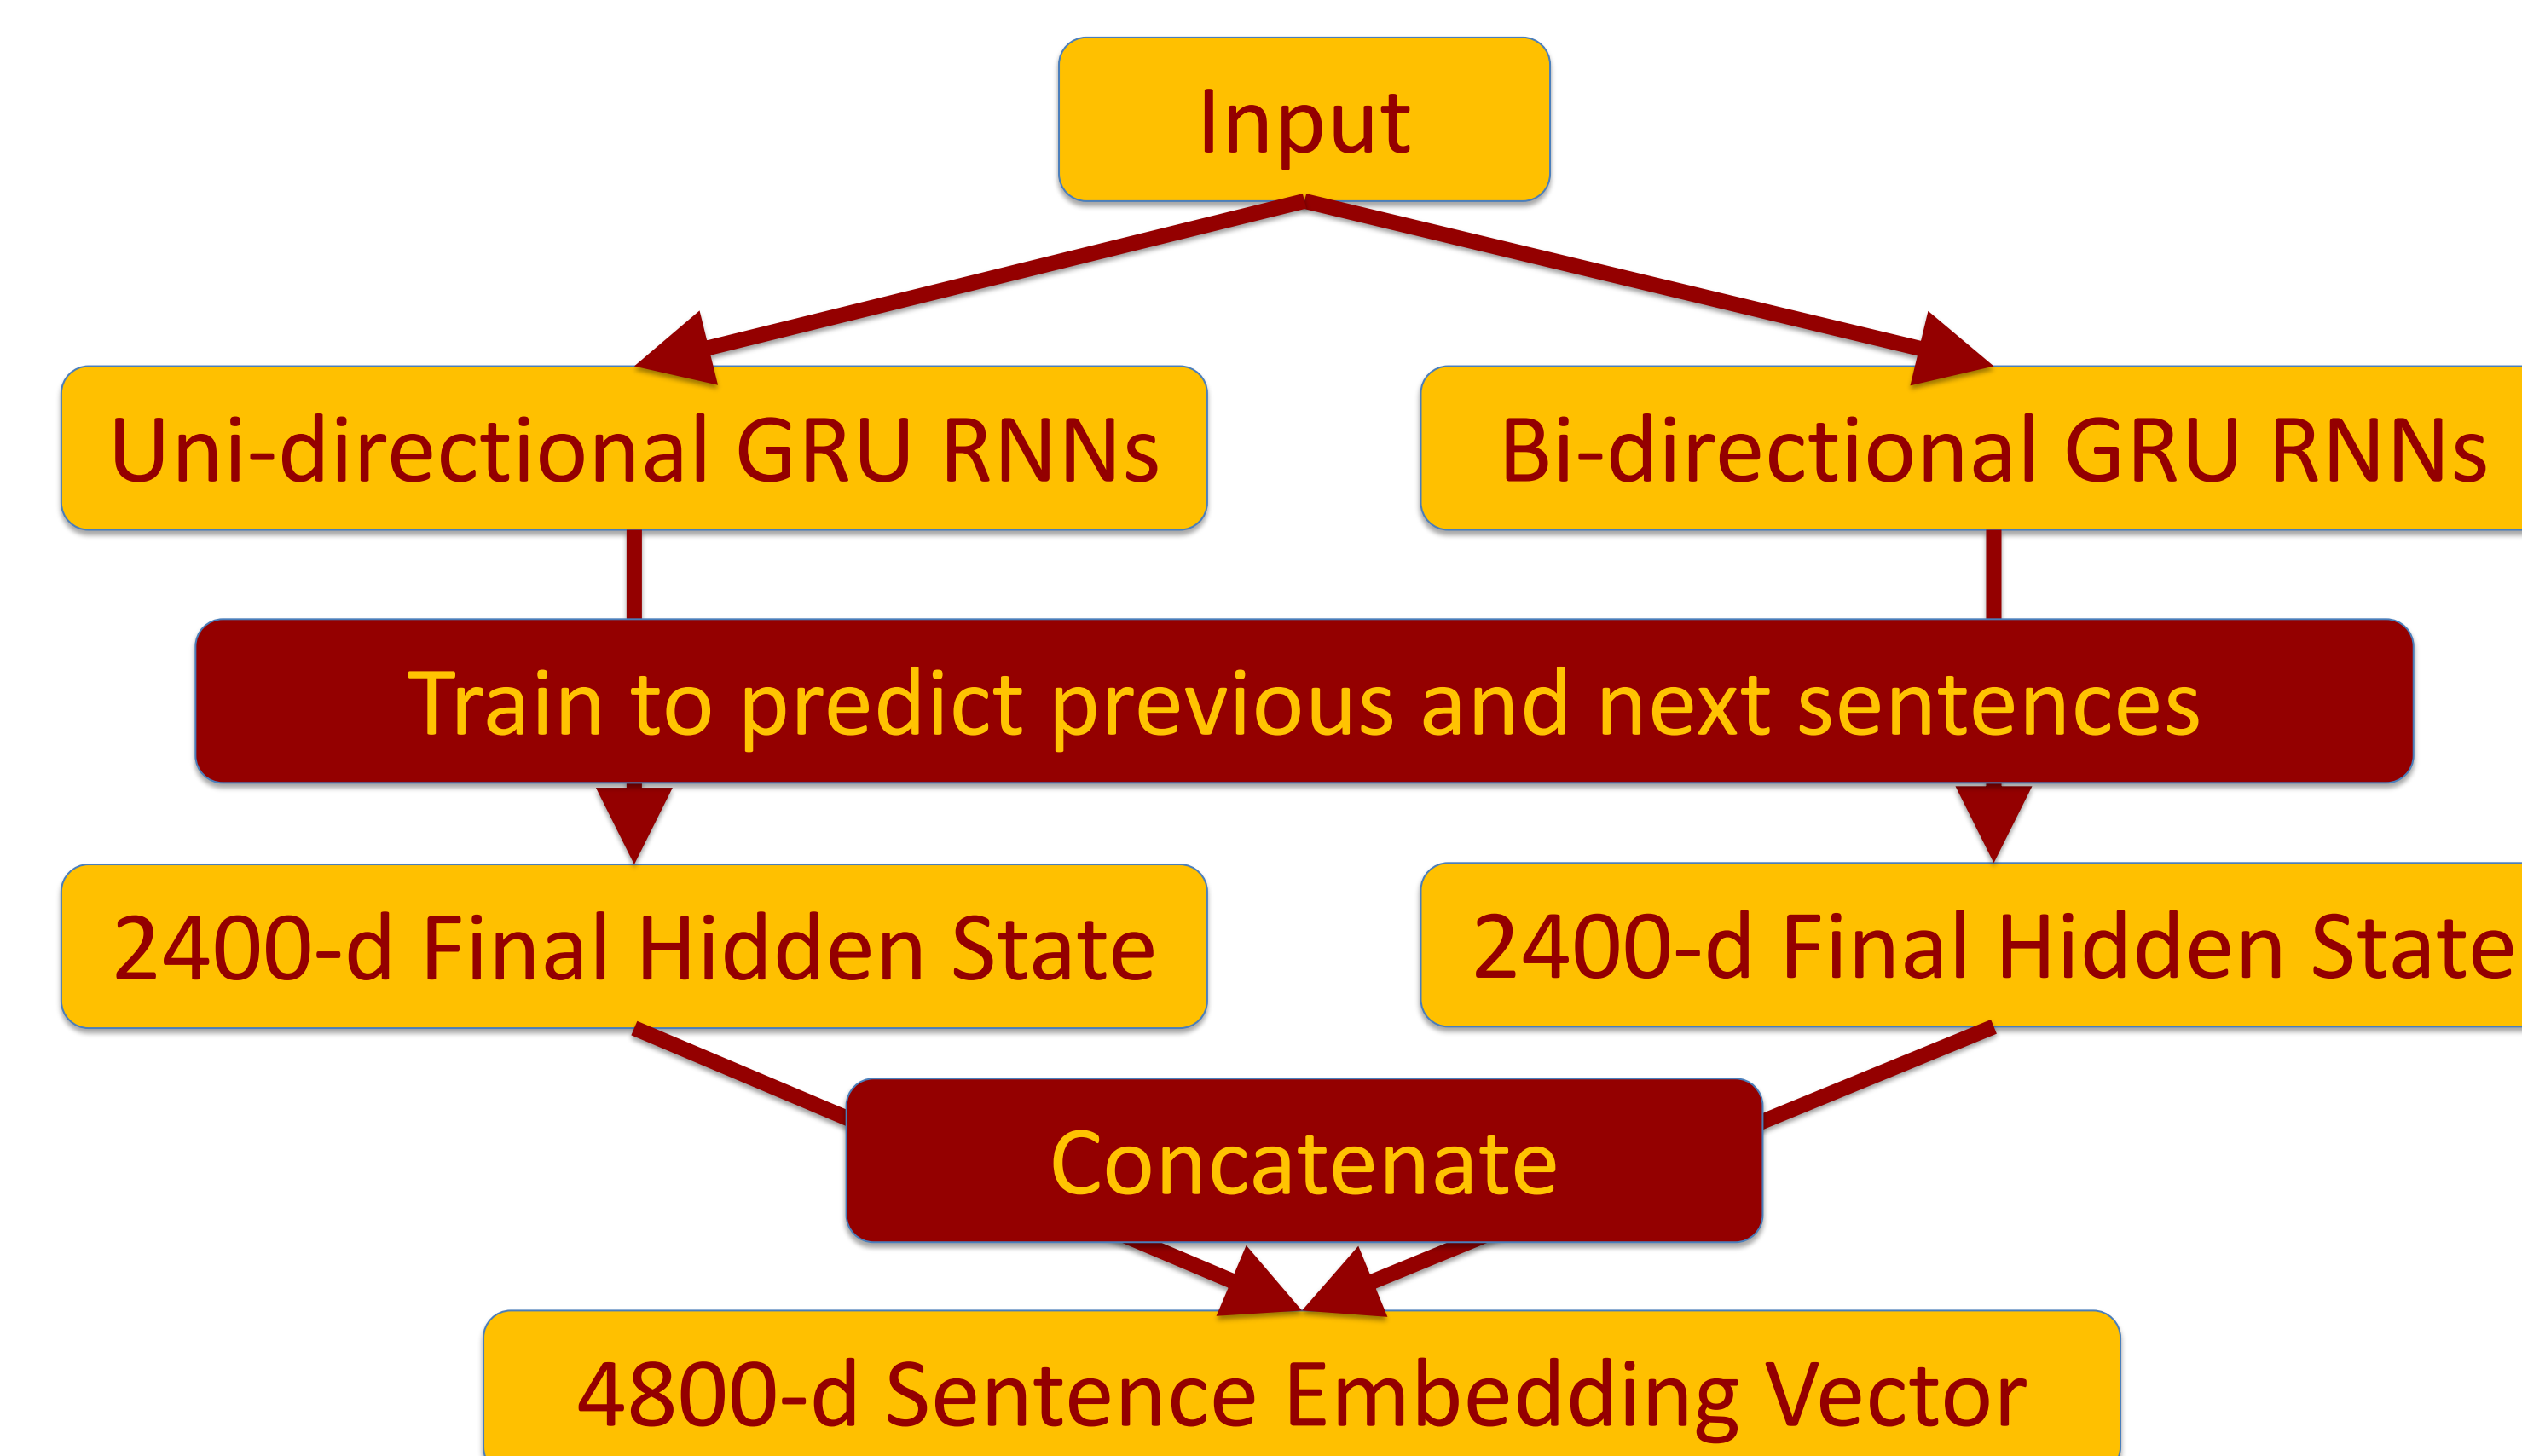 Input
Uni-directional GRU RNNs
Bi-directional GRU RNNs
Train to predict previous and next sentences
2400-d Final Hidden State
2400-d Final Hidden State
Concatenate
4800-d Sentence Embedding Vector